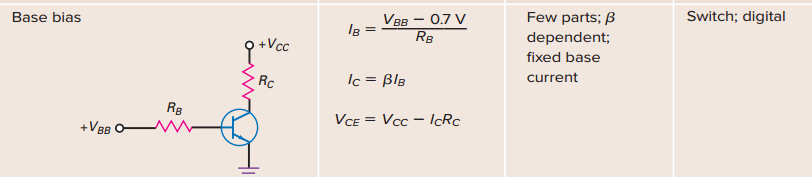 Base bias
+VCC
RC
RB
+VBB
IB = VBB − 0.7 V
RB
IC = βIB
VCE = VCC − ICRC
Few parts; β
dependent;
fixed base
current
Switch; digital